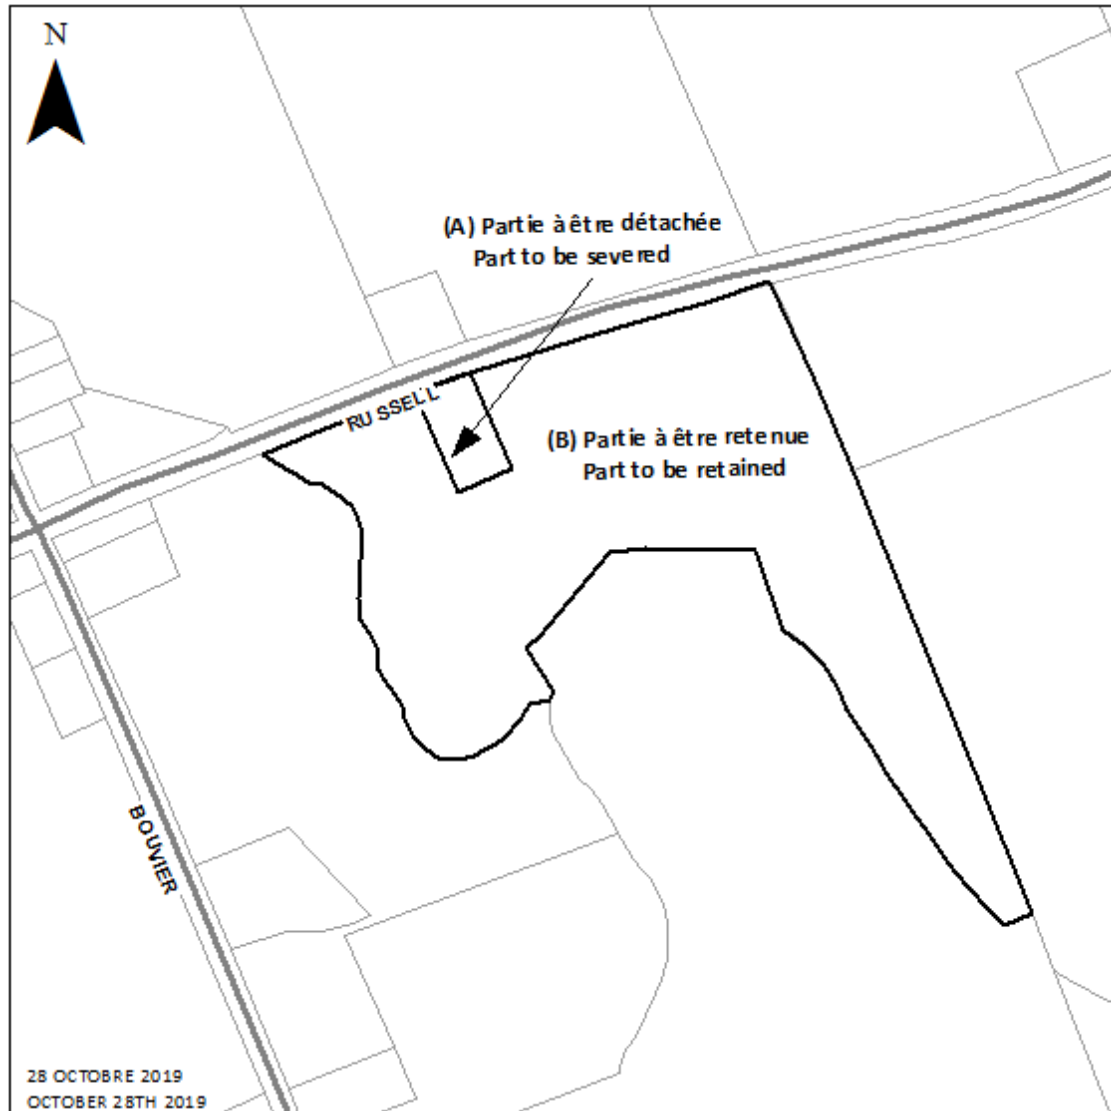 N
(A) Partie à être détachée
Part to be severed
RUSSELL
(B) Partie à être retenue
Part to be retained
BOUVIER
28 OCTOBRE 2019
OCTOBER 28TH 2019